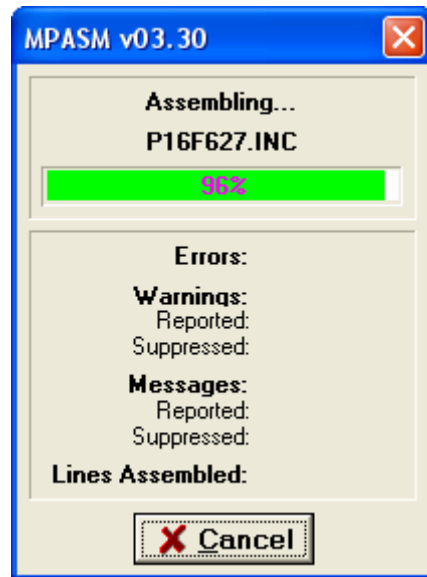 MPASM v03.30
Assembling...
P16F627.INC
96%
Errors:
Warnings:
Reported:
Suppressed:
Messages:
Reported:
Suppressed:
Lines Assembled:
Cancel